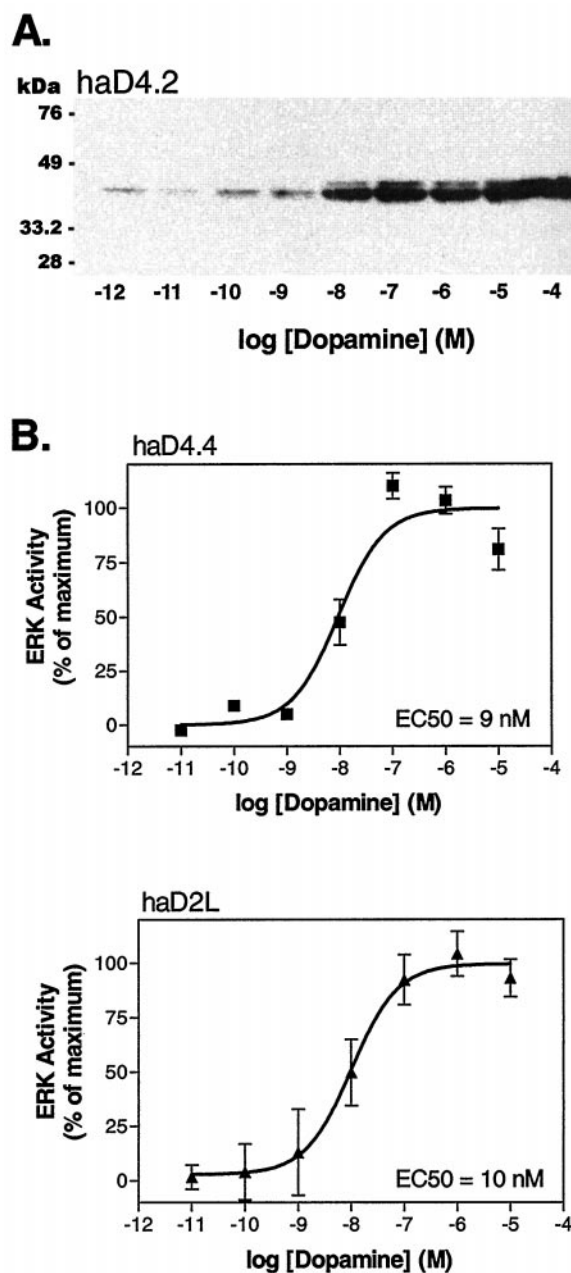 A.
kDa haD4.2
76 -
49 -
33.2 -
28 -
-12 -11 -10 -9 -8 -7 -6 -5 -4
log [Dopamine] (M)
B.
haD4.4
ERK Activity
(% of maximum)
100
75
50
25
0
EC50 = 9 nM
-12 -11 -10 -9 -8 -7 -6 -5 -4
log [Dopamine] (M)
haD2L
ERK Activity
(% of maximum)
100
75
50
25
0
EC50 = 10 nM
-12 -11 -10 -9 -8 -7 -6 -5 -4
log [Dopamine] (M)